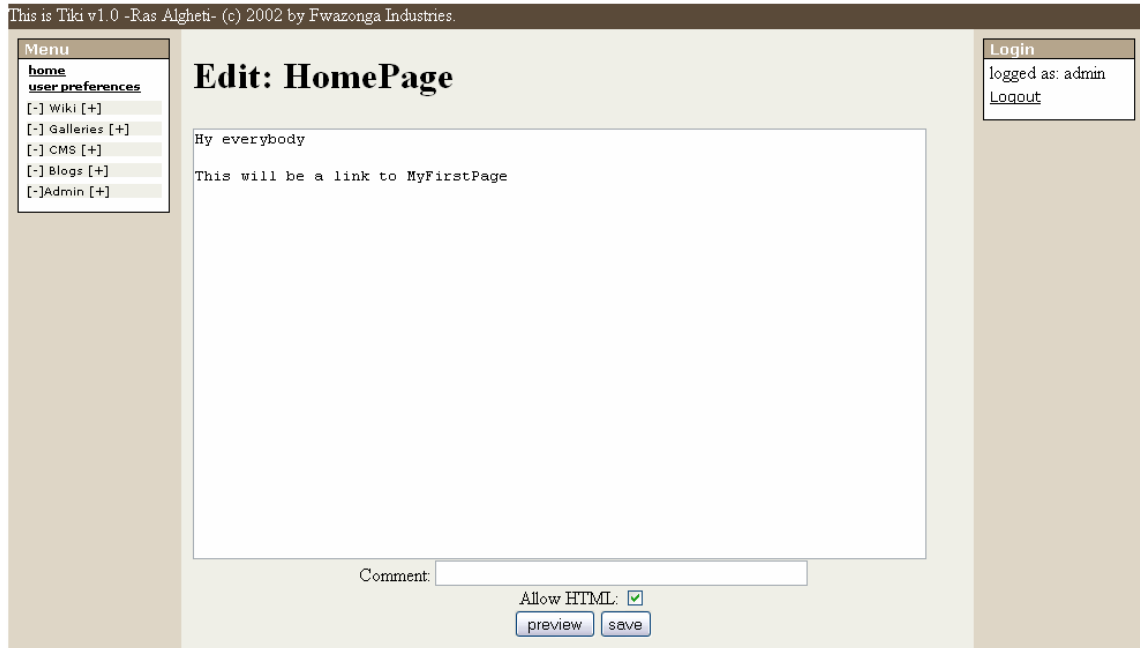 This is Tiki v1.0 -Ras Algheti- (c) 2002 by Fwazonga Industries.
Menu
home
user preferences
[-] Wiki [+]
[-] Galleries [+]
[-] CMS [+]
[-] Blogs [+]
[-]Admin [+]
Edit: HomePage
Hy everybody
This will be a link to MyFirstPage
Comment:
Allow HTML:
preview save
Login
logged as: admin
Logout